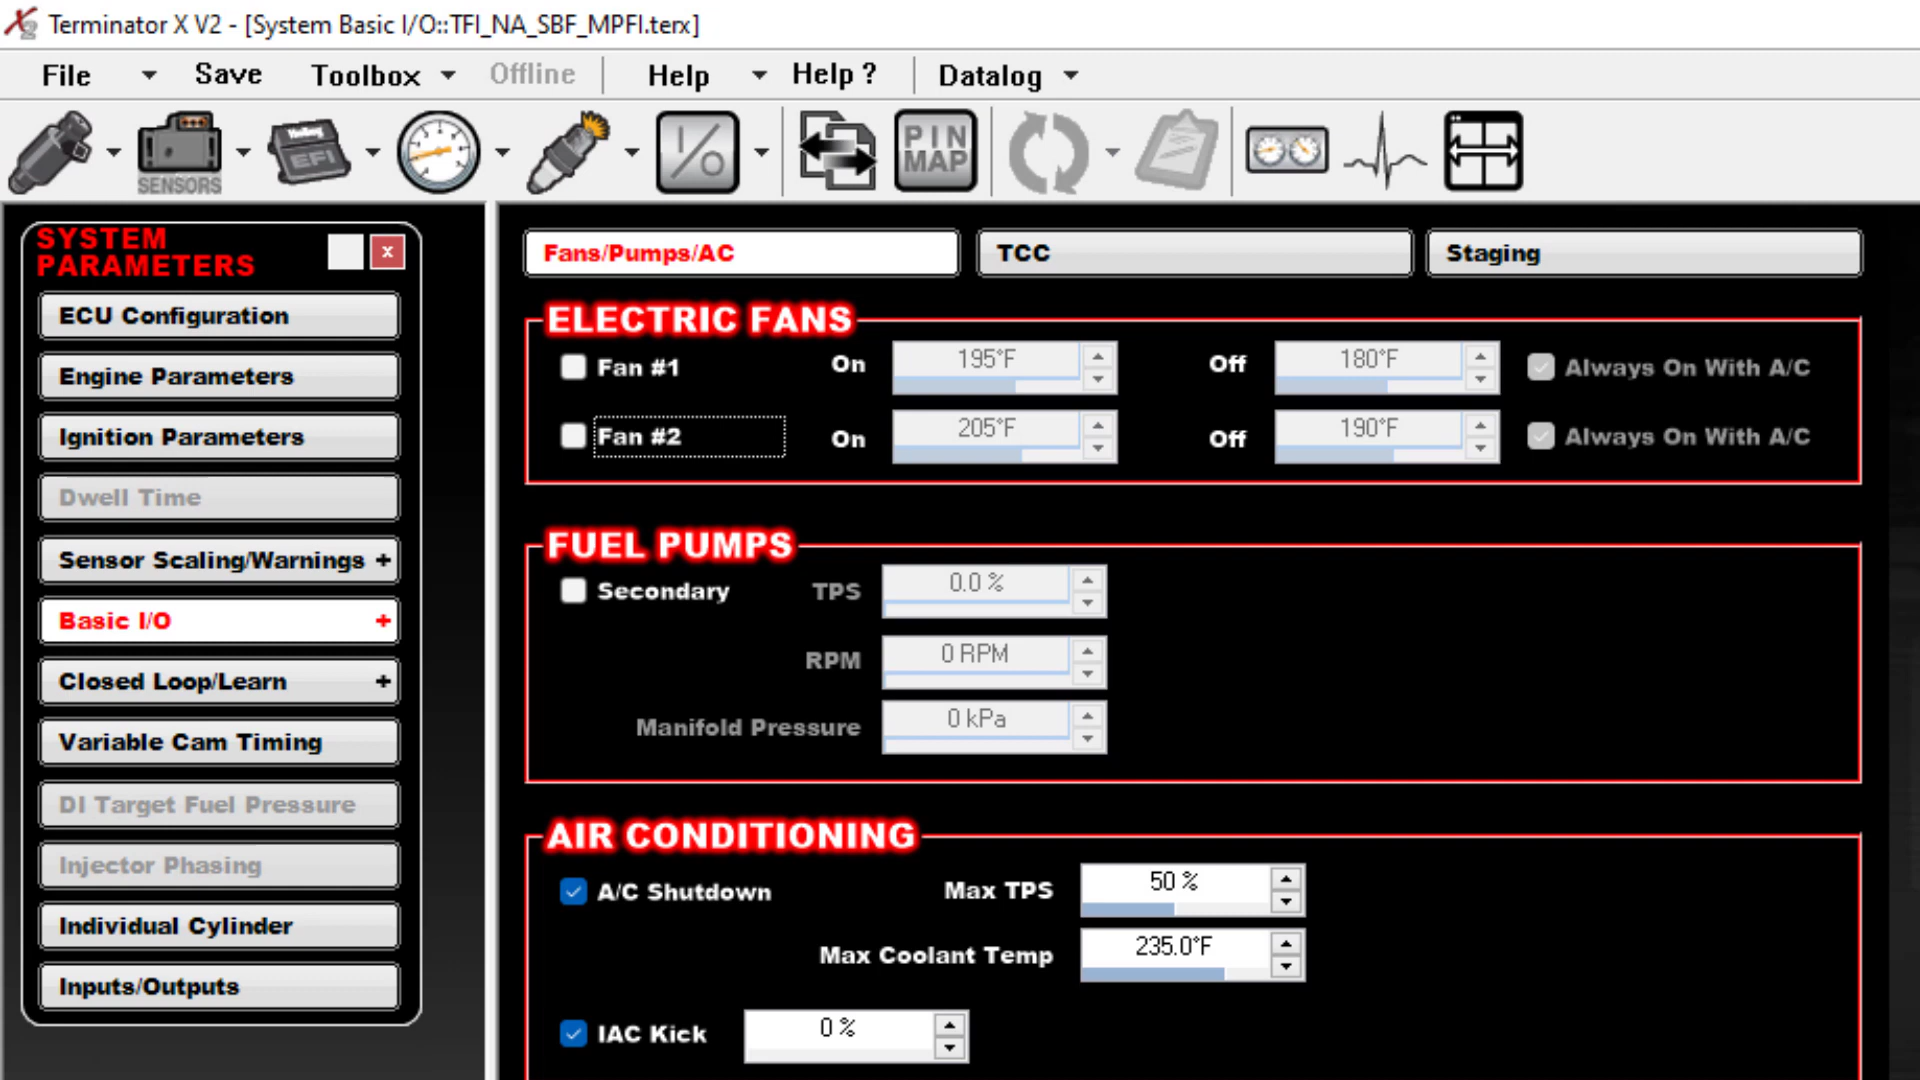 Terminator X V2 - [System Basic I/O::TFI_NA_SBF_MPFI.terx]
File Save Toolbox Offline Help Help ? Datalog
Holley
EFI
I/O
PIN
MAP
SENSORS
SYSTEM
PARAMETERS
x
ECU Configuration
Engine Parameters
Ignition Parameters
Dwell Time
Sensor Scaling/Warnings +
Basic I/O +
Closed Loop/Learn +
Variable Cam Timing
DI Target Fuel Pressure
Injector Phasing
Individual Cylinder
Inputs/Outputs
Fans/Pumps/AC TCC Staging
ELECTRIC FANS
Fan #1 On 195°F Off 180°F Always On With A/C
Fan #2 On 205°F Off 190°F Always On With A/C
FUEL PUMPS
Secondary TPS 0.0 %
RPM 0 RPM
Manifold Pressure 0 kPa
AIR CONDITIONING
A/C Shutdown Max TPS 50 %
Max Coolant Temp 235.0°F
IAC Kick 0 %